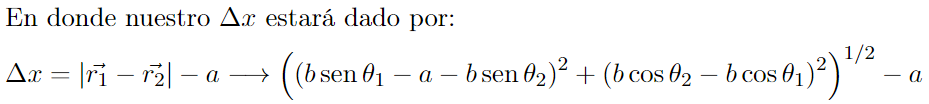 En donde nuestro Δx estará dado por:
Δx = |r⃗₁ − r⃗₂| − a ⟶ ((b sen θ₁ − a − b sen θ₂)² + (b cos θ₂ − b cos θ₁)²)^{1/2} − a